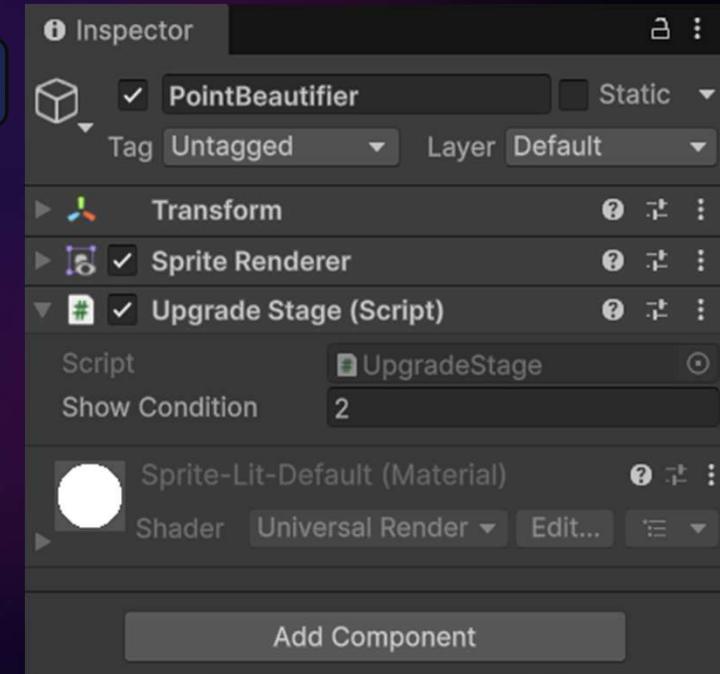 Inspector
PointBeautifier Static
Tag Untagged Layer Default
Transform
Sprite Renderer
# Upgrade Stage (Script)
Script # UpgradeStage
Show Condition 2
Sprite-Lit-Default (Material)
Shader Universal Render Edit...
Add Component